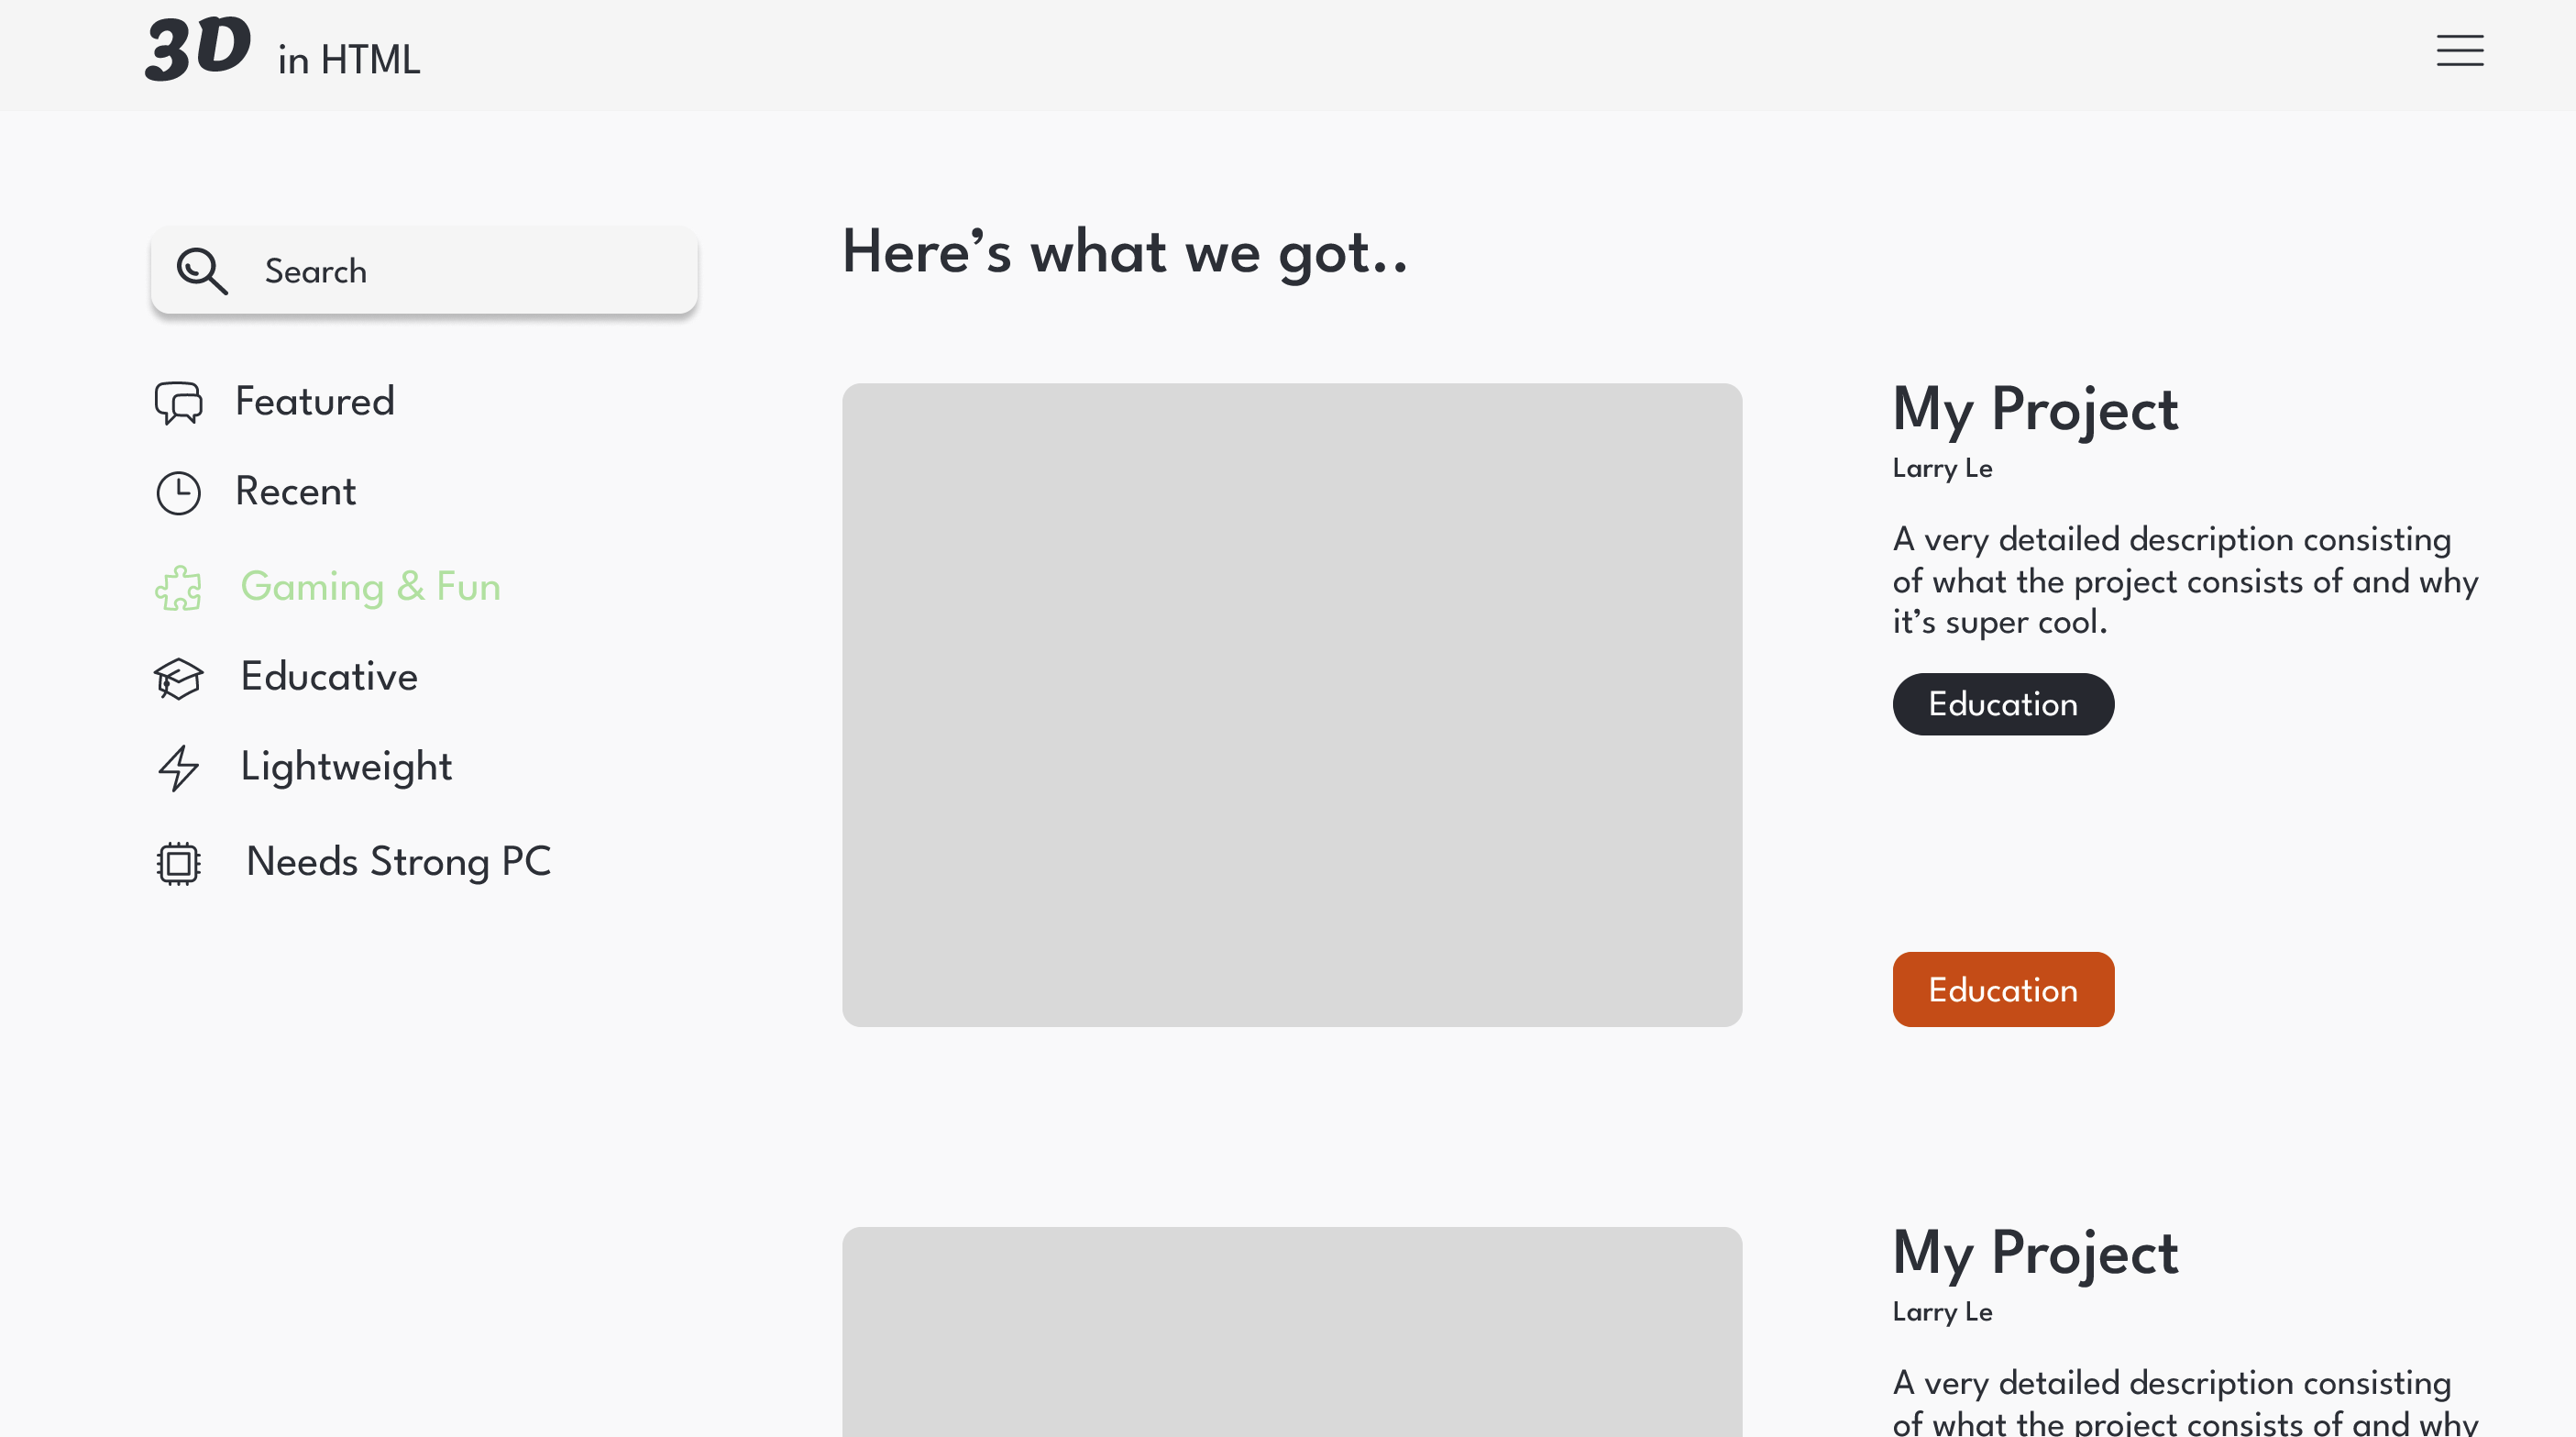 3D in HTML
Search
Featured
Recent
Gaming & Fun
Educative
Lightweight
Needs Strong PC
Here’s what we got..
My Project
Larry Le
A very detailed description consisting
of what the project consists of and why
it’s super cool.
Education
Education
My Project
Larry Le
A very detailed description consisting
of what the project consists of and why